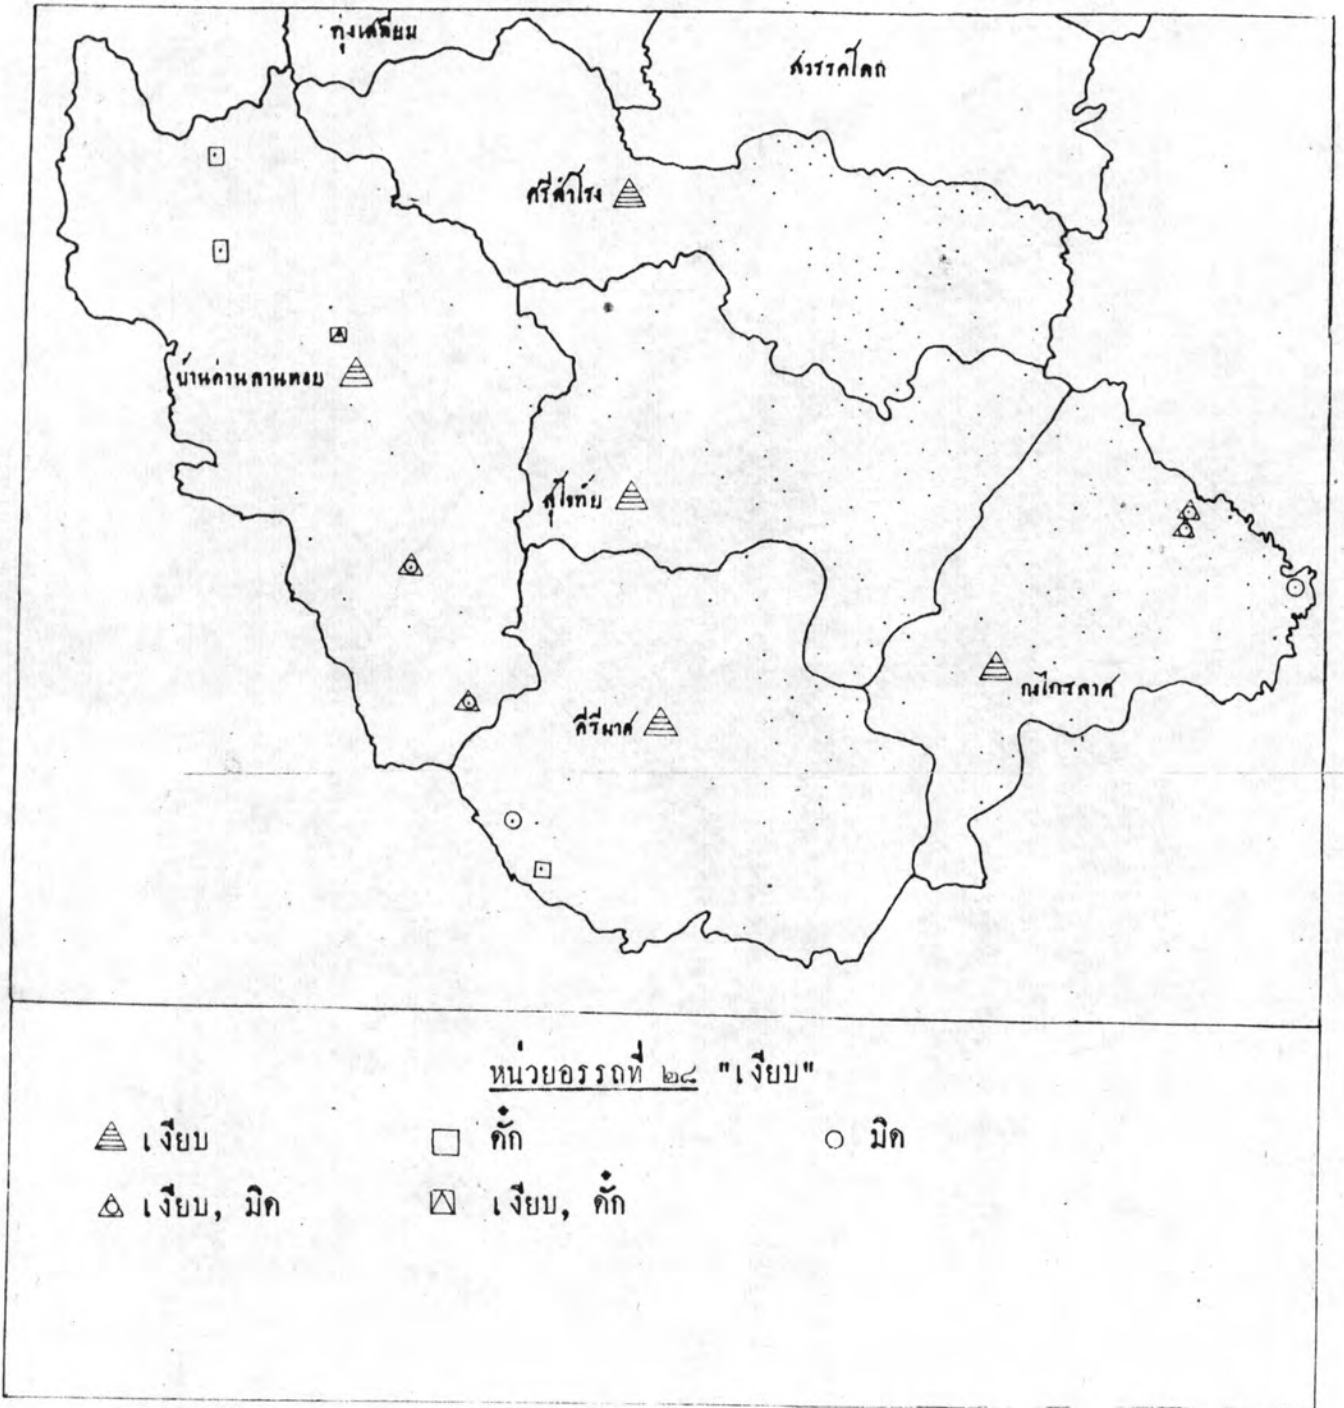 ทุ่งเสลี่ยม
สวรรคโลก
ศรีสำโรง
บ้านด่านลานหอย
สุโขทัย
กงไกรลาศ
คีรีมาศ
หน่วยอรรถที่ ๒๘ "เงียบ"
เงียบ
ดั๊ก
มิด
เงียบ, มิด
เงียบ, ดั๊ก